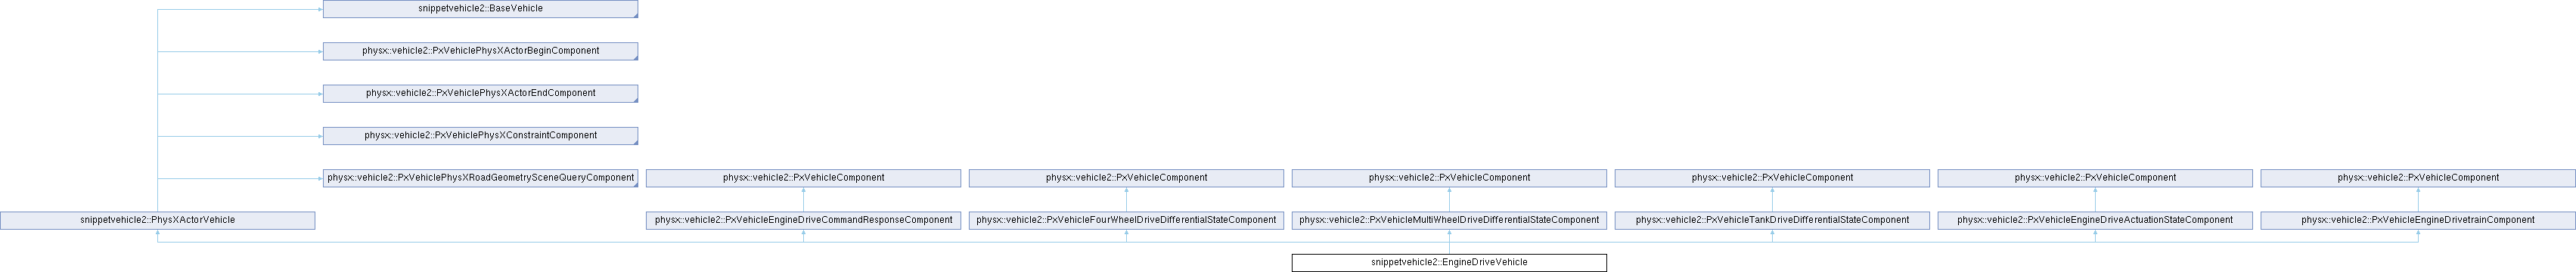 snippetvehicle2::BaseVehicle
physx::vehicle2::PxVehiclePhysXActorBeginComponent
physx::vehicle2::PxVehiclePhysXActorEndComponent
physx::vehicle2::PxVehiclePhysXConstraintComponent
physx::vehicle2::PxVehiclePhysXRoadGeometrySceneQueryComponent
physx::vehicle2::PxVehicleComponent
physx::vehicle2::PxVehicleComponent
physx::vehicle2::PxVehicleComponent
physx::vehicle2::PxVehicleComponent
physx::vehicle2::PxVehicleComponent
physx::vehicle2::PxVehicleComponent
snippetvehicle2::PhysXActorVehicle
physx::vehicle2::PxVehicleEngineDriveCommandResponseComponent
physx::vehicle2::PxVehicleFourWheelDriveDifferentialStateComponent
physx::vehicle2::PxVehicleMultiWheelDriveDifferentialStateComponent
physx::vehicle2::PxVehicleTankDriveDifferentialStateComponent
physx::vehicle2::PxVehicleEngineDriveActuationStateComponent
physx::vehicle2::PxVehicleEngineDrivetrainComponent
snippetvehicle2::EngineDriveVehicle